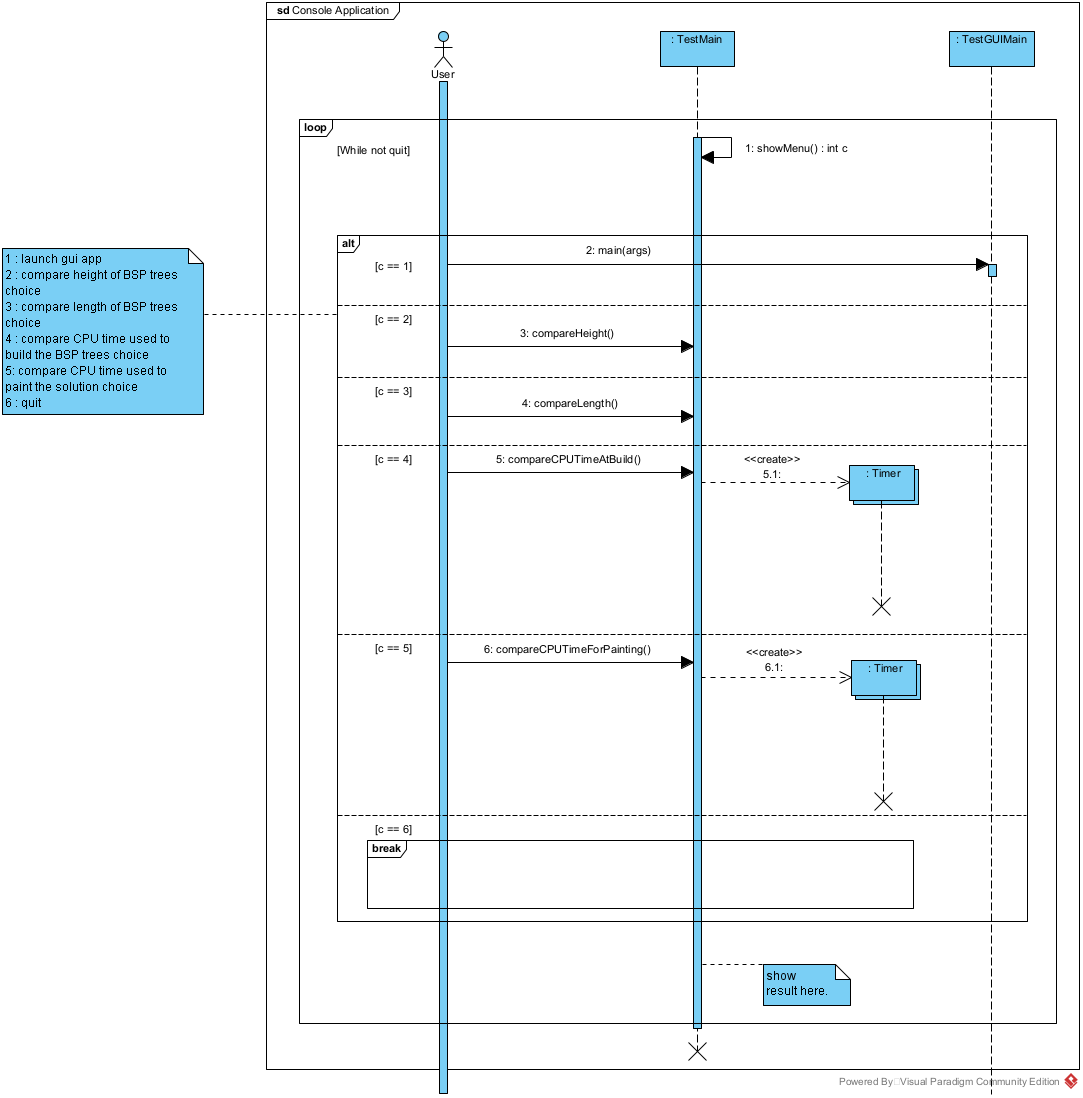 sd Console Application
: TestMain
: TestGUIMain
User
loop
[While not quit]
1: showMenu() : int c
alt
2: main(args)
[c == 1]
1 : launch gui app
2 : compare height of BSP trees
choice
3 : compare length of BSP trees
choice
4 : compare CPU time used to
build the BSP trees choice
5: compare CPU time used to
paint the solution choice
6 : quit
[c == 2]
3: compareHeight()
[c == 3]
4: compareLength()
[c == 4]
5: compareCPUTimeAtBuild()
<<create>>
5.1:
: Timer
[c == 5]
6: compareCPUTimeForPainting()
<<create>>
6.1:
: Timer
[c == 6]
break
show
result here.
Powered By Visual Paradigm Community Edition